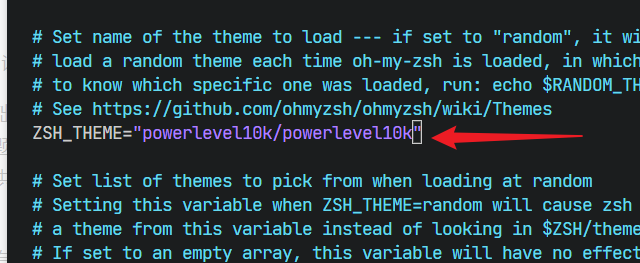 # Set name of the theme to load --- if set to "random", it wi
# load a random theme each time oh-my-zsh is loaded, in which
# to know which specific one was loaded, run: echo $RANDOM_TH
# See https://github.com/ohmyzsh/ohmyzsh/wiki/Themes
ZSH_THEME="powerlevel10k/powerlevel10k"
# Set list of themes to pick from when loading at random
# Setting this variable when ZSH_THEME=random will cause zsh
# a theme from this variable instead of looking in $ZSH/theme
# If set to an empty array, this variable will have no effect